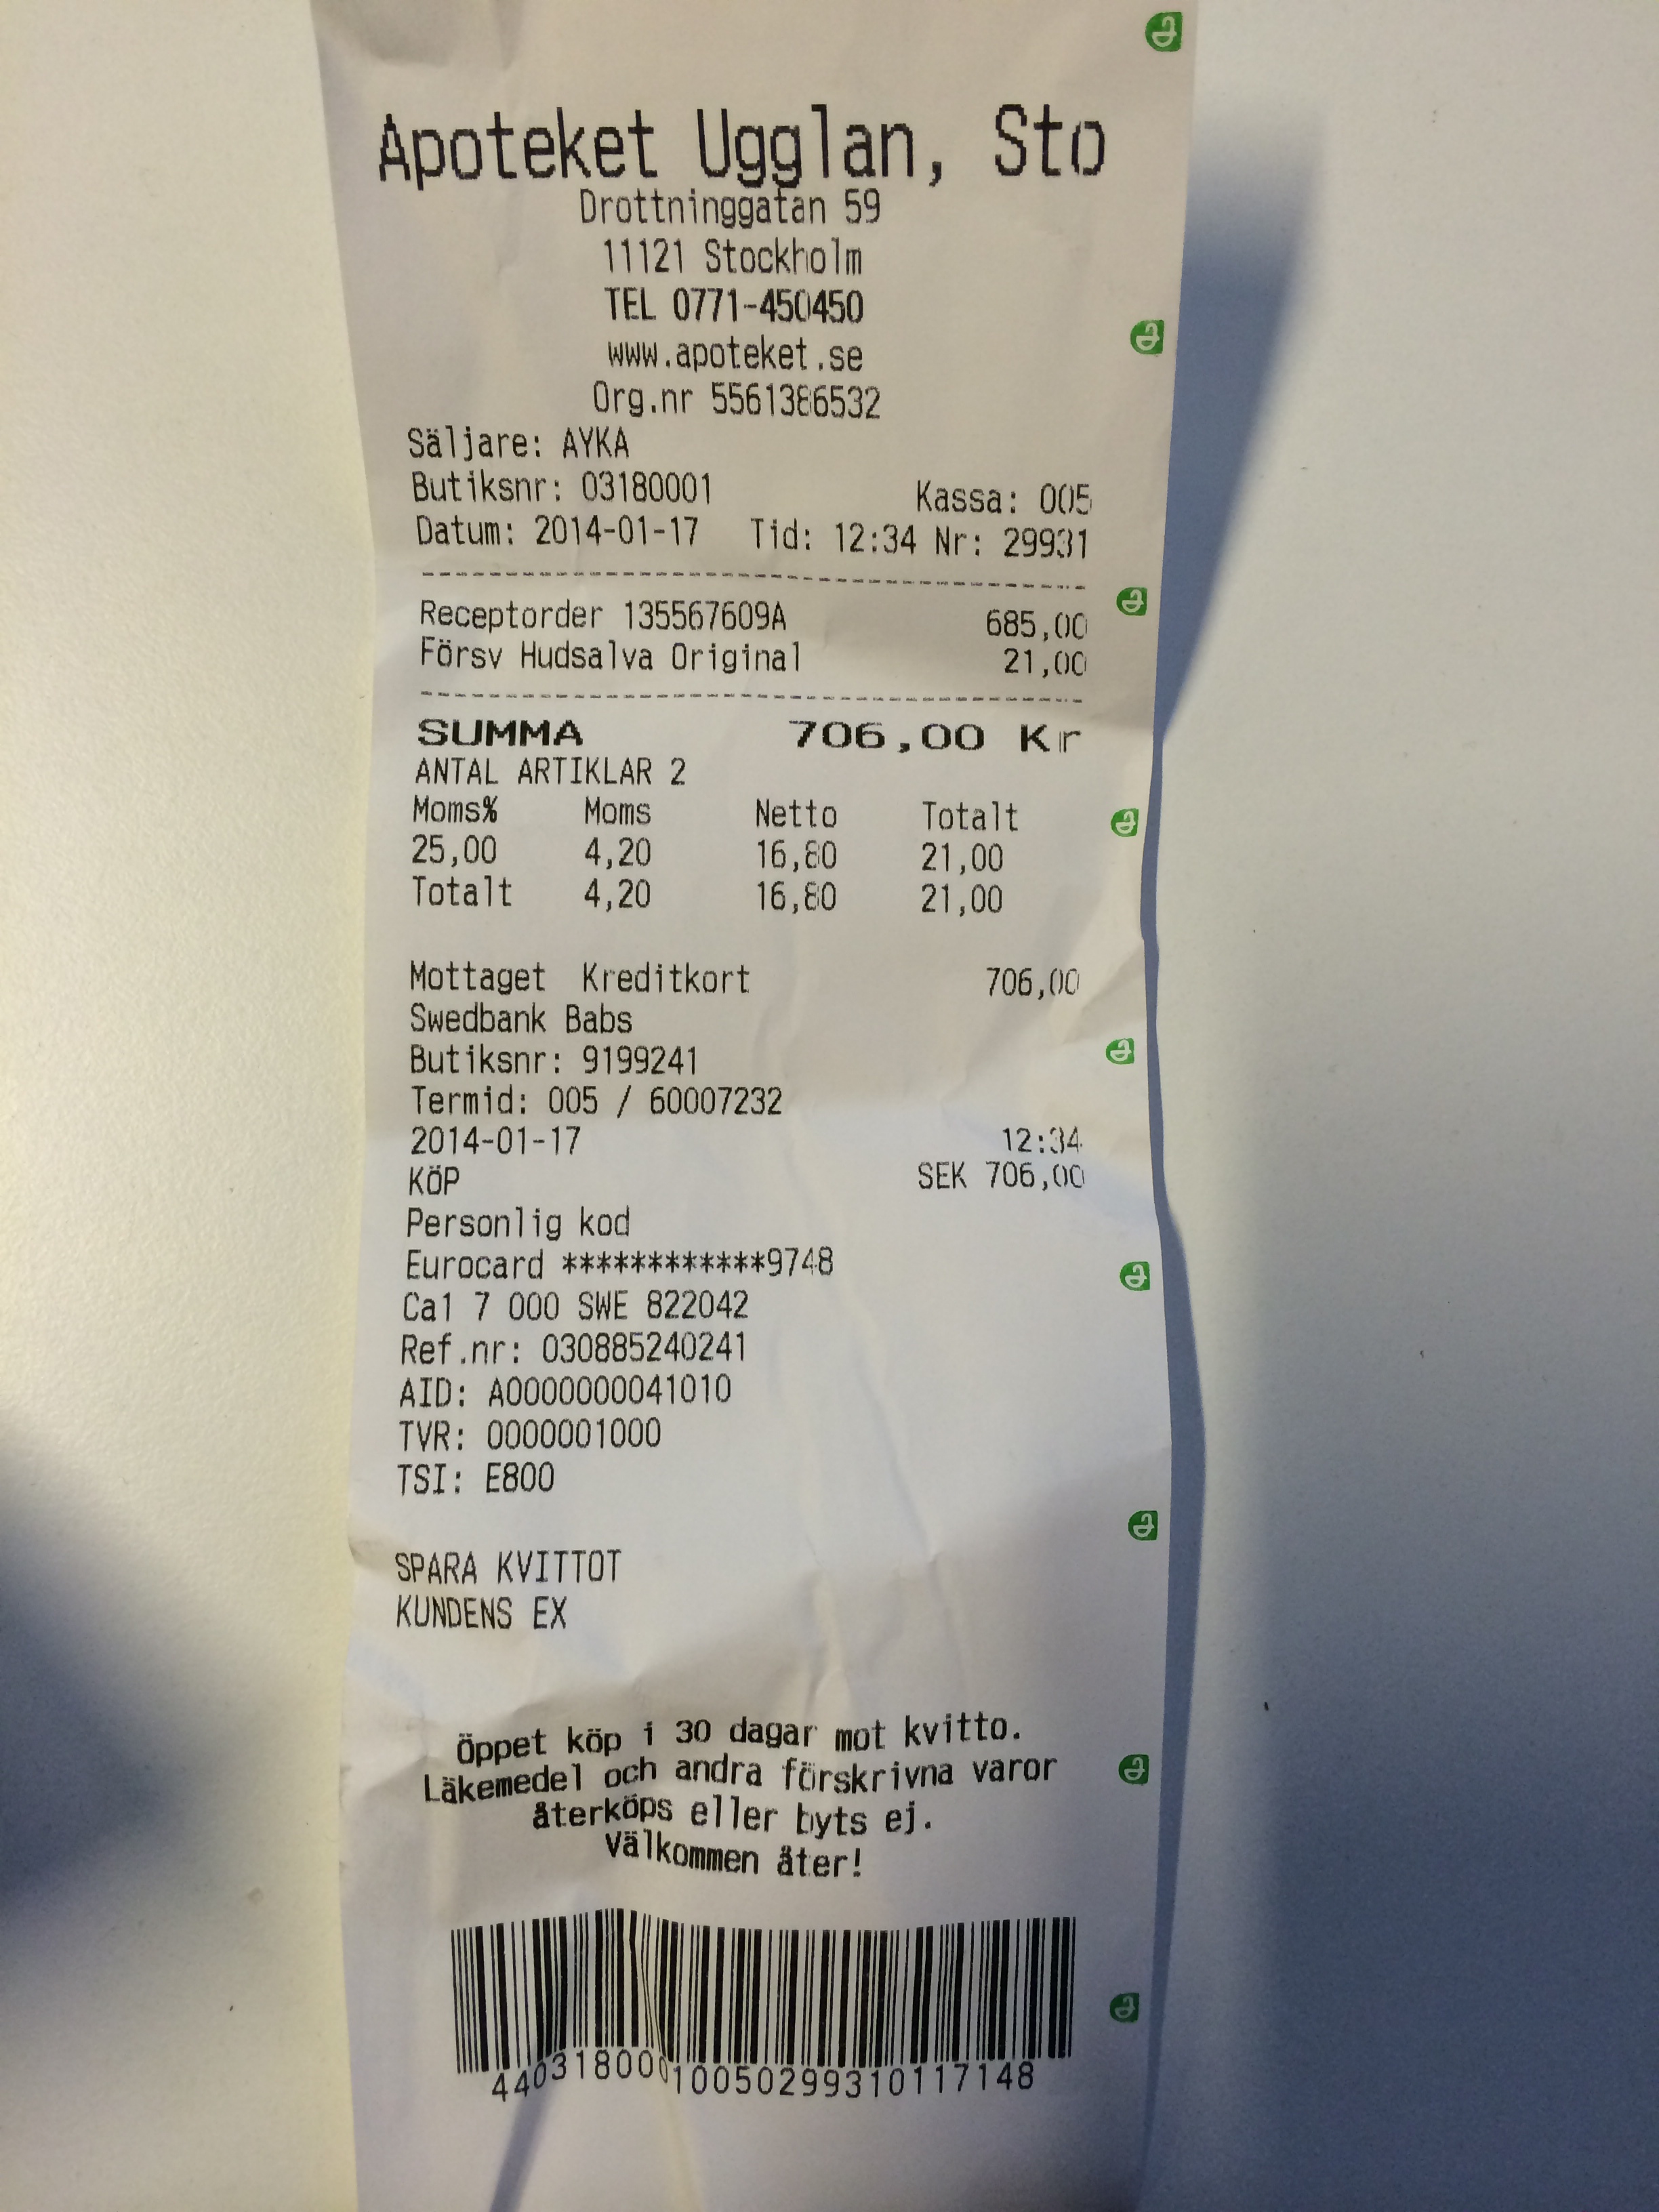 Apoteket Ugglan, Sto
Drottninggatan 59
11121 Stockholm
TEL 0771-450450
www.apoteket.se
Org.nr 5561386532
Säljare: AYKA
Butiksnr: 03180001 Kassa: 005
Datum: 2014-01-17 Tid: 12:34 Nr: 29931
Receptorder 135567609A 685,00
Försv Hudsalva Original 21,00
SUMMA 706,00 Kr
ANTAL ARTIKLAR 2
Moms% Moms Netto Totalt
25,00 4,20 16,80 21,00
Totalt 4,20 16,80 21,00
Mottaget Kreditkort 706,00
Swedbank Babs
Butiksnr: 9199241
Termid: 005 / 60007232
2014-01-17 12:34
KÖP SEK 706,00
Personlig kod
Eurocard ************9748
Ca1 7 000 SWE 822042
Ref.nr: 030885240241
AID: A0000000041010
TVR: 0000001000
TSI: E800
SPARA KVITTOT
KUNDENS EX
Öppet köp i 30 dagar mot kvitto.
Läkemedel och andra förskrivna varor
återköps eller byts ej.
Välkommen åter!
44031800010050299310117148